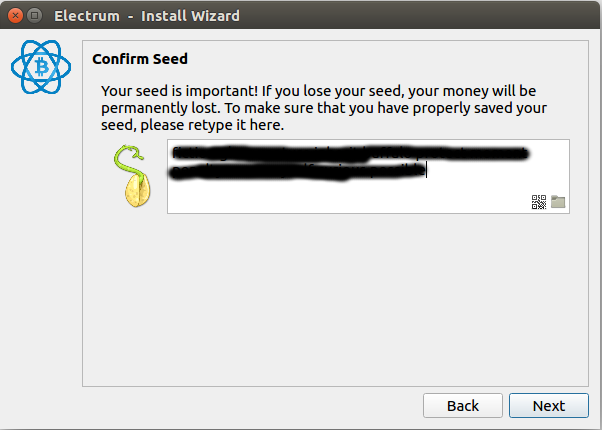 Electrum - Install Wizard
Confirm Seed
Your seed is important! If you lose your seed, your money will be
permanently lost. To make sure that you have properly saved your
seed, please retype it here.
Back
Next